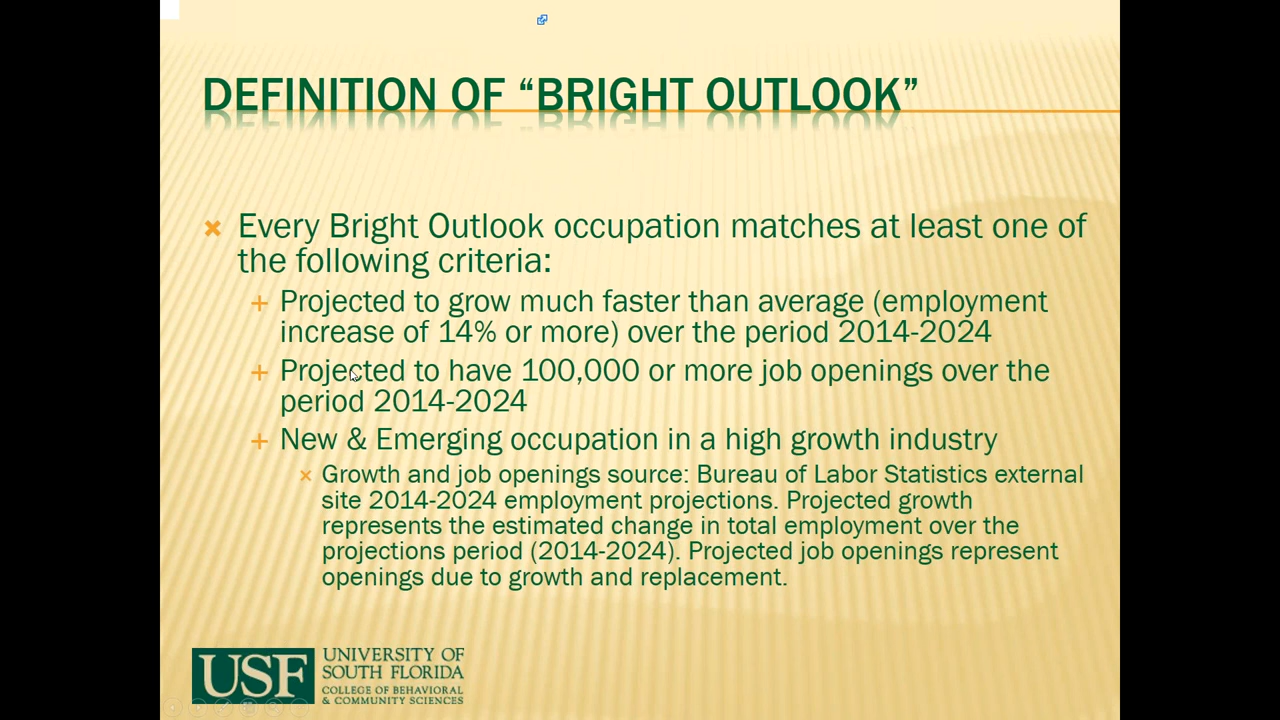 DEFINITION OF “BRIGHT OUTLOOK”
Every Bright Outlook occupation matches at least one of
the following criteria:
Projected to grow much faster than average (employment
increase of 14% or more) over the period 2014-2024
Projected to have 100,000 or more job openings over the
period 2014-2024
New & Emerging occupation in a high growth industry
Growth and job openings source: Bureau of Labor Statistics external
site 2014-2024 employment projections. Projected growth
represents the estimated change in total employment over the
projections period (2014-2024). Projected job openings represent
openings due to growth and replacement.
USF
UNIVERSITY OF
SOUTH FLORIDA
COLLEGE OF BEHAVIORAL
& COMMUNITY SCIENCES